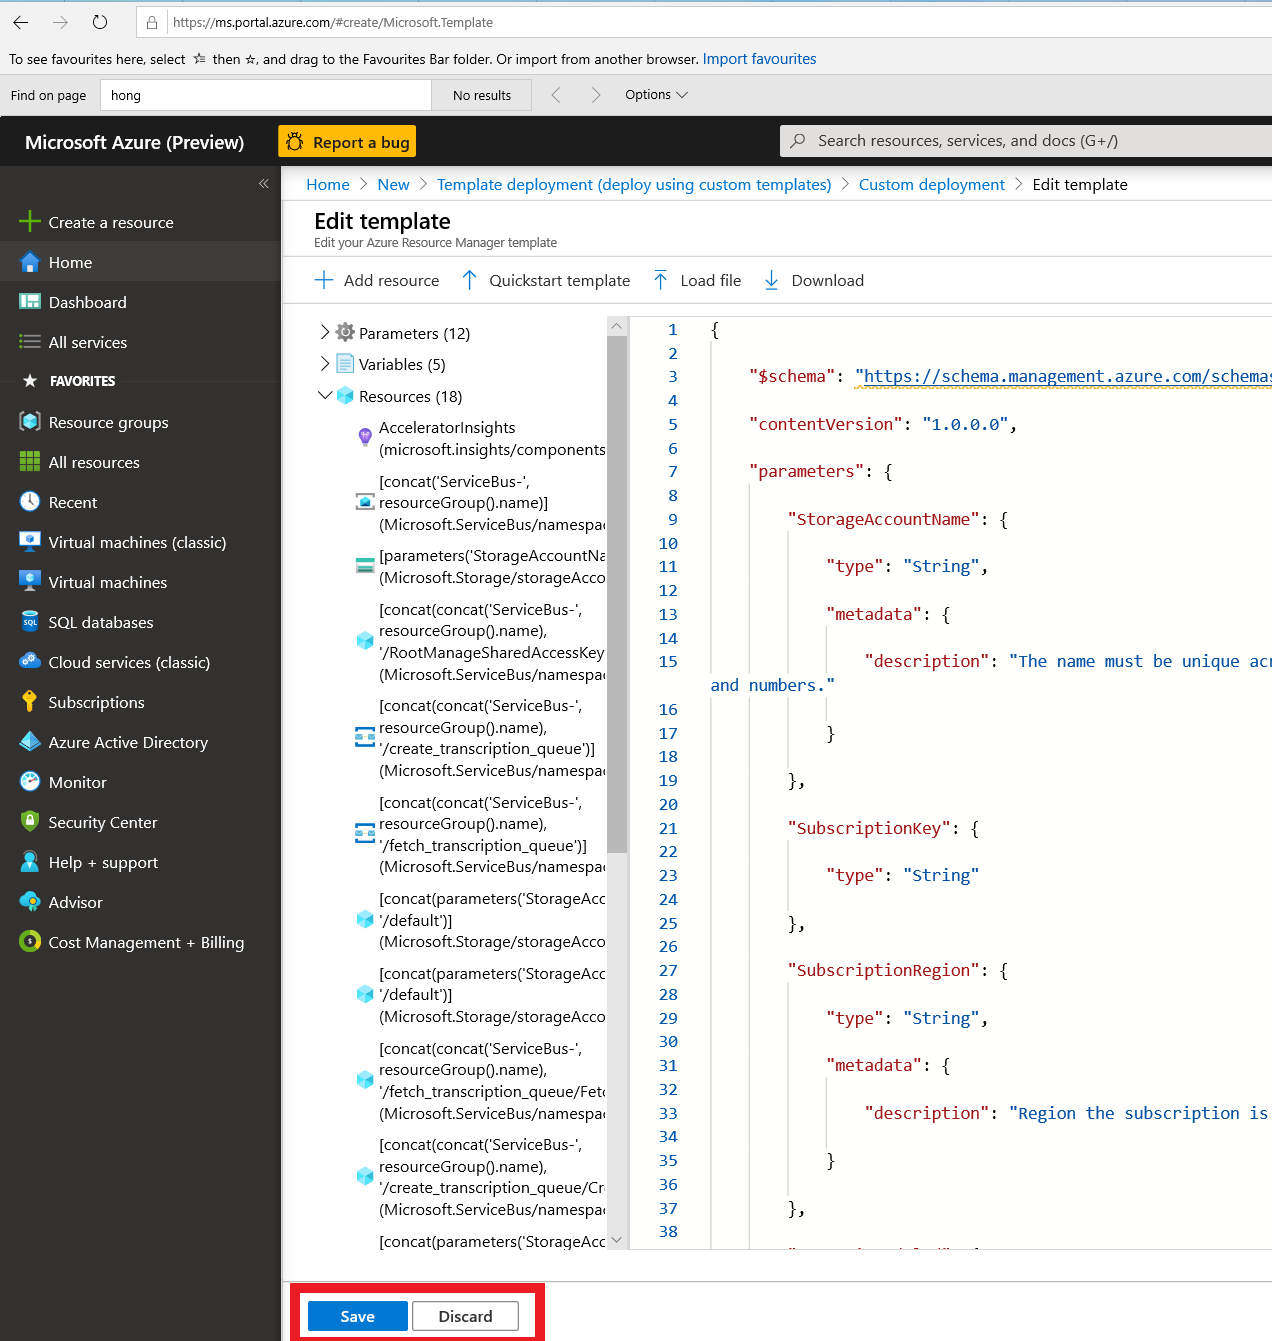 https://ms.portal.azure.com/#create/Microsoft.Template
To see favourites here, select then ☆, and drag to the Favourites Bar folder. Or import from another browser. Import favourites
Find on page hong No results Options
Microsoft Azure (Preview) Report a bug Search resources, services, and docs (G+/)
«
Create a resource
Home
Dashboard
All services
FAVORITES
Resource groups
All resources
Recent
Virtual machines (classic)
Virtual machines
SQL databases
Cloud services (classic)
Subscriptions
Azure Active Directory
Monitor
Security Center
Help + support
Advisor
Cost Management + Billing
Home > New > Template deployment (deploy using custom templates) > Custom deployment > Edit template
Edit template
Edit your Azure Resource Manager template
Add resource Quickstart template Load file Download
Parameters (12)
Variables (5)
Resources (18)
AcceleratorInsights
(microsoft.insights/components
[concat('ServiceBus-',
resourceGroup().name)]
(Microsoft.ServiceBus/namespa
[parameters('StorageAccountNa
(Microsoft.Storage/storageAcco
[concat(concat('ServiceBus-',
resourceGroup().name),
'/RootManageSharedAccessKey
(Microsoft.ServiceBus/namespa
[concat(concat('ServiceBus-',
resourceGroup().name),
'/create_transcription_queue')]
(Microsoft.ServiceBus/namespa
[concat(concat('ServiceBus-',
resourceGroup().name),
'/fetch_transcription_queue')]
(Microsoft.ServiceBus/namespa
[concat(parameters('StorageAcc
'/default')]
(Microsoft.Storage/storageAcco
[concat(parameters('StorageAcc
'/default')]
(Microsoft.Storage/storageAcco
[concat(concat('ServiceBus-',
resourceGroup().name),
'/fetch_transcription_queue/Fetc
(Microsoft.ServiceBus/namespa
[concat(concat('ServiceBus-',
resourceGroup().name),
'/create_transcription_queue/Cr
(Microsoft.ServiceBus/namespa
[concat(parameters('StorageAcc
1 {
2
3 "$schema": "https://schema.management.azure.com/schemas
4
5 "contentVersion": "1.0.0.0",
6
7 "parameters": {
8
9 "StorageAccountName": {
10
11 "type": "String",
12
13 "metadata": {
14
15 "description": "The name must be unique acr
and numbers."
16
17 }
18
19 },
20
21 "SubscriptionKey": {
22
23 "type": "String"
24
25 },
26
27 "SubscriptionRegion": {
28
29 "type": "String",
30
31 "metadata": {
32
33 "description": "Region the subscription is
34
35 }
36
37 },
38
Save Discard